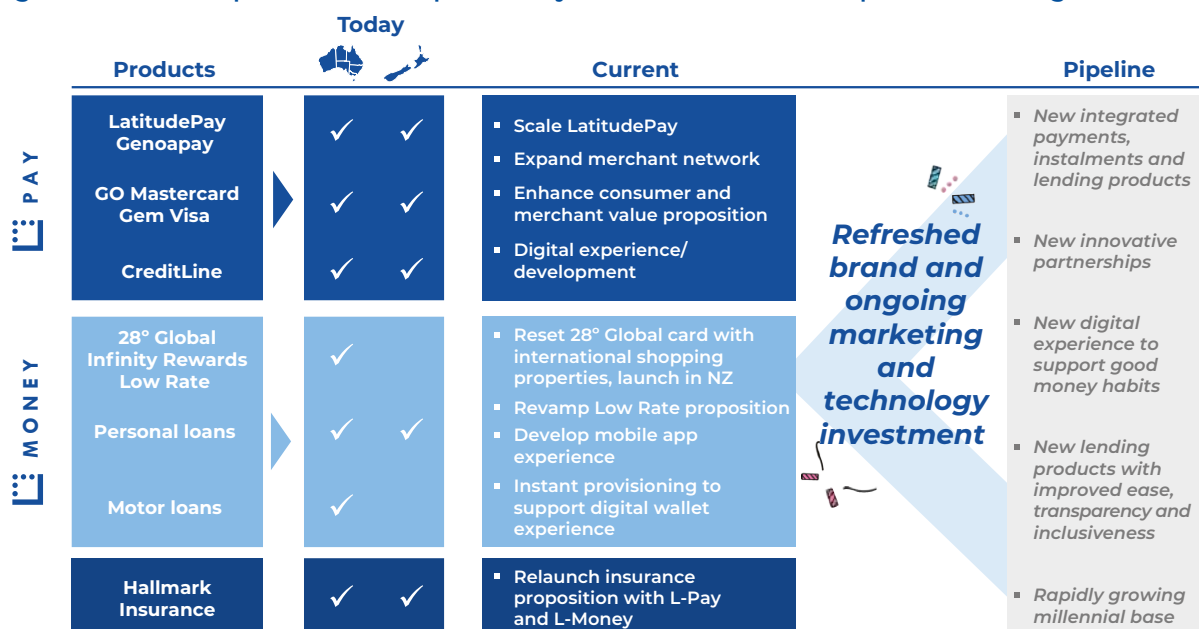 Today
Products
Current
Pipeline
PAY
LatitudePay
Genoapay
GO Mastercard
Gem Visa
CreditLine
▪ Scale LatitudePay
▪ Expand merchant network
▪ Enhance consumer and
merchant value proposition
▪ Digital experience/
development
MONEY
28° Global
Infinity Rewards
Low Rate
Personal loans
Motor loans
▪ Reset 28° Global card with
international shopping
properties, launch in NZ
▪ Revamp Low Rate proposition
▪ Develop mobile app
experience
▪ Instant provisioning to
support digital wallet
experience
Hallmark
Insurance
▪ Relaunch insurance
proposition with L-Pay
and L-Money
Refreshed
brand and
ongoing
marketing
and
technology
investment
▪ New integrated
payments,
instalments and
lending products
▪ New innovative
partnerships
▪ New digital
experience to
support good
money habits
▪ New lending
products with
improved ease,
transparency and
inclusiveness
▪ Rapidly growing
millennial base